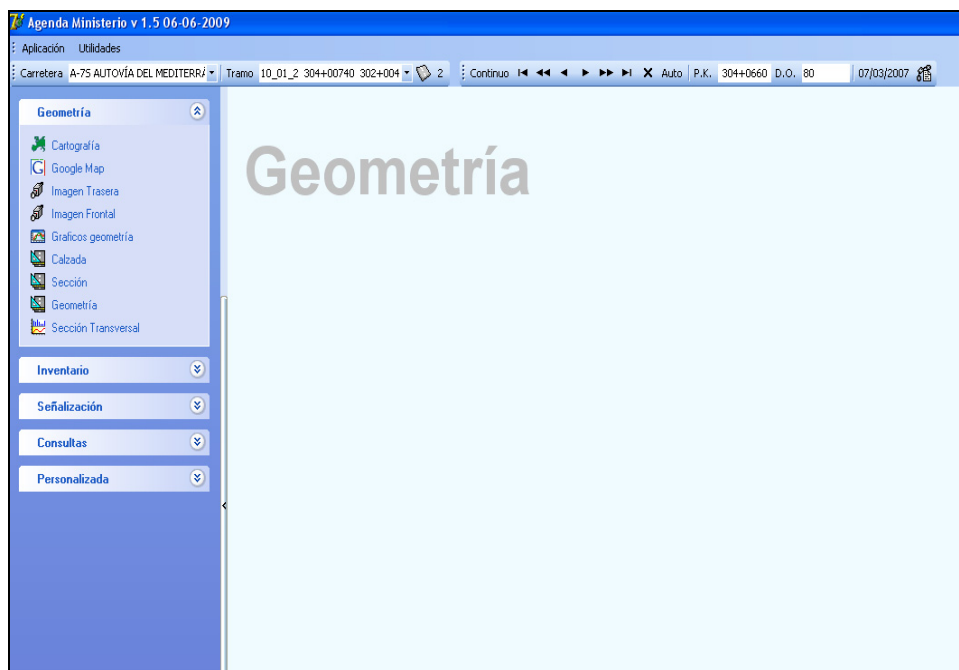 Agenda Ministerio v 1.5 06-06-2009
Aplicación Utilidades
Carretera A-7S AUTOVÍA DEL MEDITERRÁ Tramo 10_01_2 304+00740 302+004 2 Continuo Auto P.K. 304+0660 D.O. 80 07/03/2007
Geometría
Cartografía
Google Map
Imagen Trasera
Imagen Frontal
Graficos geometría
Calzada
Sección
Geometría
Sección Transversal
Inventario
Señalización
Consultas
Personalizada
Geometría